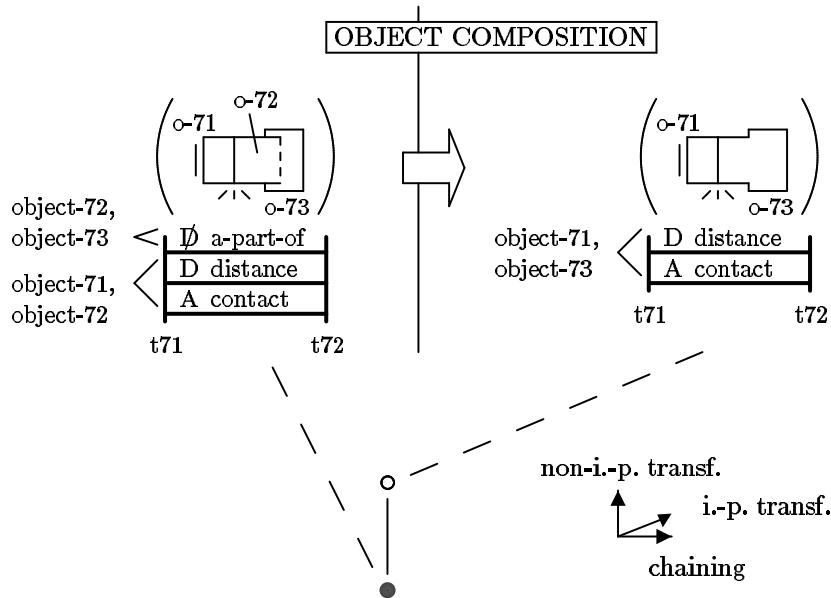 OBJECT COMPOSITION
o-72
o-71
o-73
object-72,
object-73
D̸ a-part-of
D distance
A contact
object-71,
object-72
t71 t72
o-71
o-73
object-71,
object-73
D distance
A contact
t71 t72
non-i.-p. transf.
i.-p. transf.
chaining